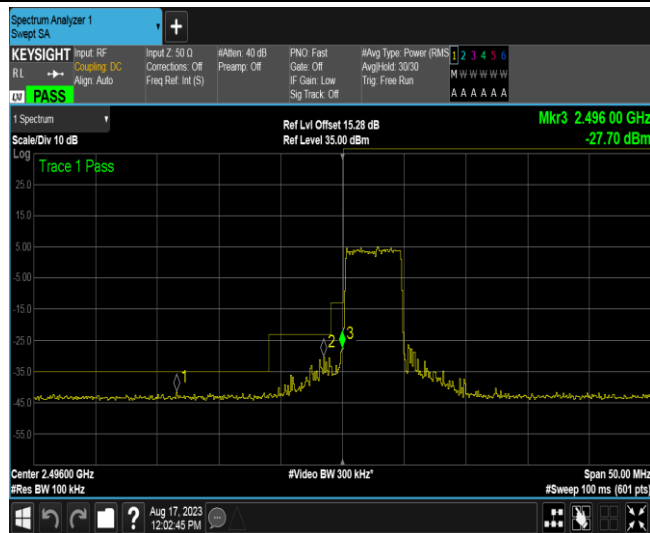 Spectrum Analyzer 1
Swept SA
KEYSIGHT
RL
LXI
PASS
Input: RF
Coupling: DC
Align: Auto
Input Z: 50 Ω
Corrections: Off
Freq Ref: Int (S)
#Atten: 40 dB
Preamp: Off
PNO: Fast
Gate: Off
IF Gain: Low
Sig Track: Off
#Avg Type: Power (RMS
Avg|Hold: 30/30
Trig: Free Run
1 2 3 4 5 6
M W W W W W
A A A A A A
1 Spectrum
Scale/Div 10 dB
Ref Lvl Offset 15.28 dB
Ref Level 35.00 dBm
Mkr3 2.496 00 GHz
-27.70 dBm
Log
Trace 1 Pass
25.0
15.0
5.00
-5.00
-15.0
-25.0
-35.0
-45.0
-55.0
1
2
3
Center 2.49600 GHz
#Res BW 100 kHz
#Video BW 300 kHz*
Span 50.00 MHz
#Sweep 100 ms (601 pts)
?
Aug 17, 2023
12:02:45 PM